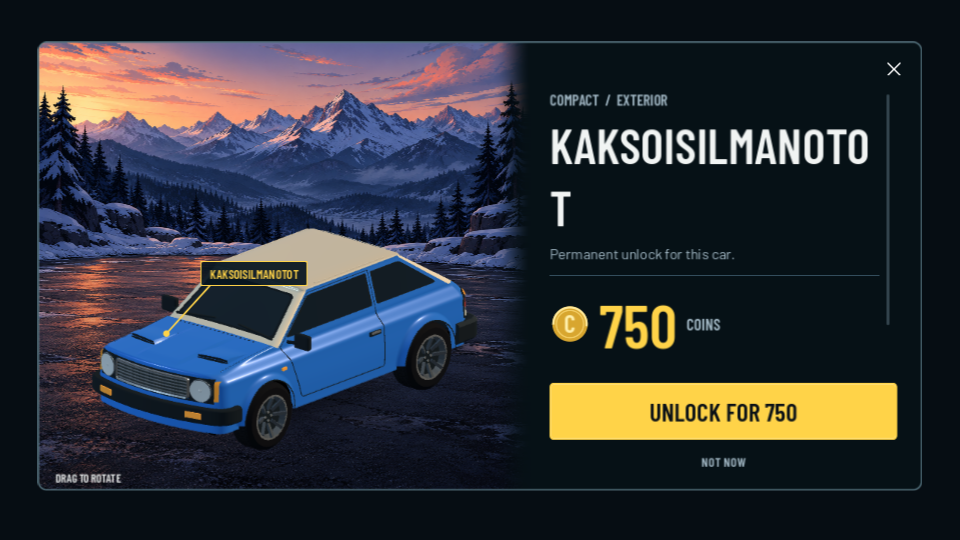 COMPACT / EXTERIOR
KAKSOISILMANOTO
T
Permanent unlock for this car.
C 750 COINS
UNLOCK FOR 750
NOT NOW
KAKSOISILMANOTOT
DRAG TO ROTATE